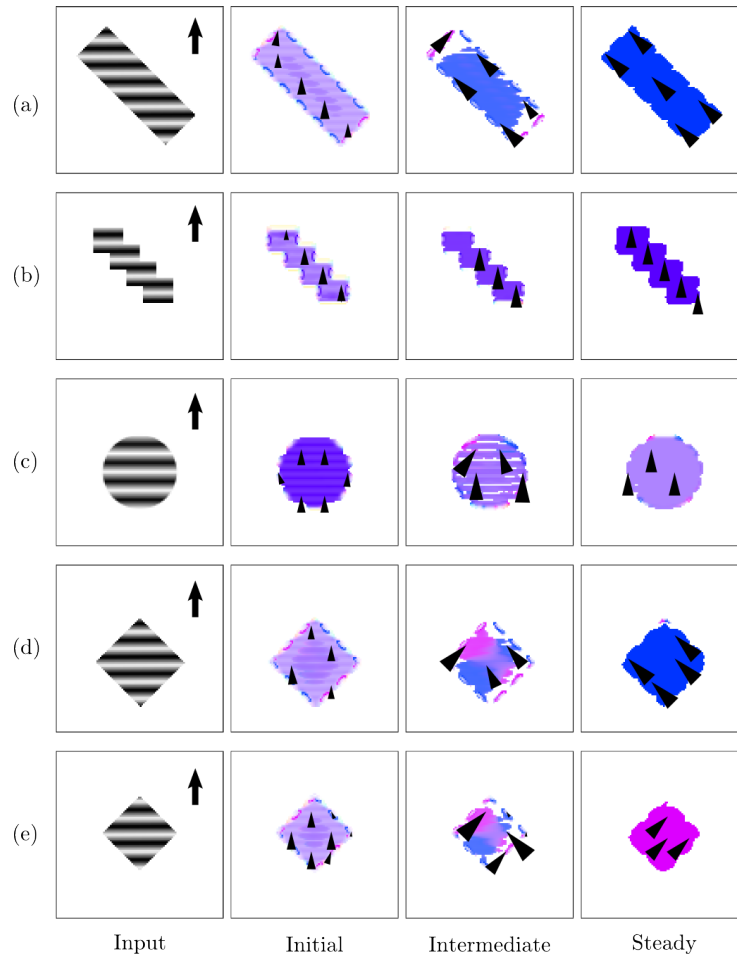 (a)
(b)
(c)
(d)
(e)
Input Initial Intermediate Steady